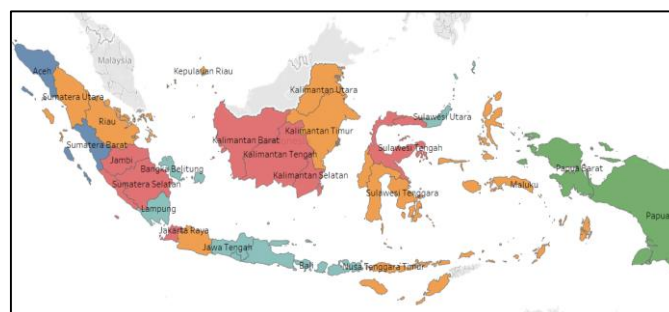 Malaysia
Aceh
Kepulauan Riau
Sumatera Utara
Kalimantan Utara
Riau
Sulawesi Utara
Kalimantan Timur
Sumatera Barat
Kalimantan Barat
Sulawesi Tengah
Jambi
Kalimantan Tengah
Papua Barat
Bangka Belitung
Kalimantan Selatan
Sumatera Selatan
Maluku
Sulawesi Tenggara
Lampung
Papua
Jakarta Raya
Jawa Tengah
Bali
Nusa Tenggara Timur